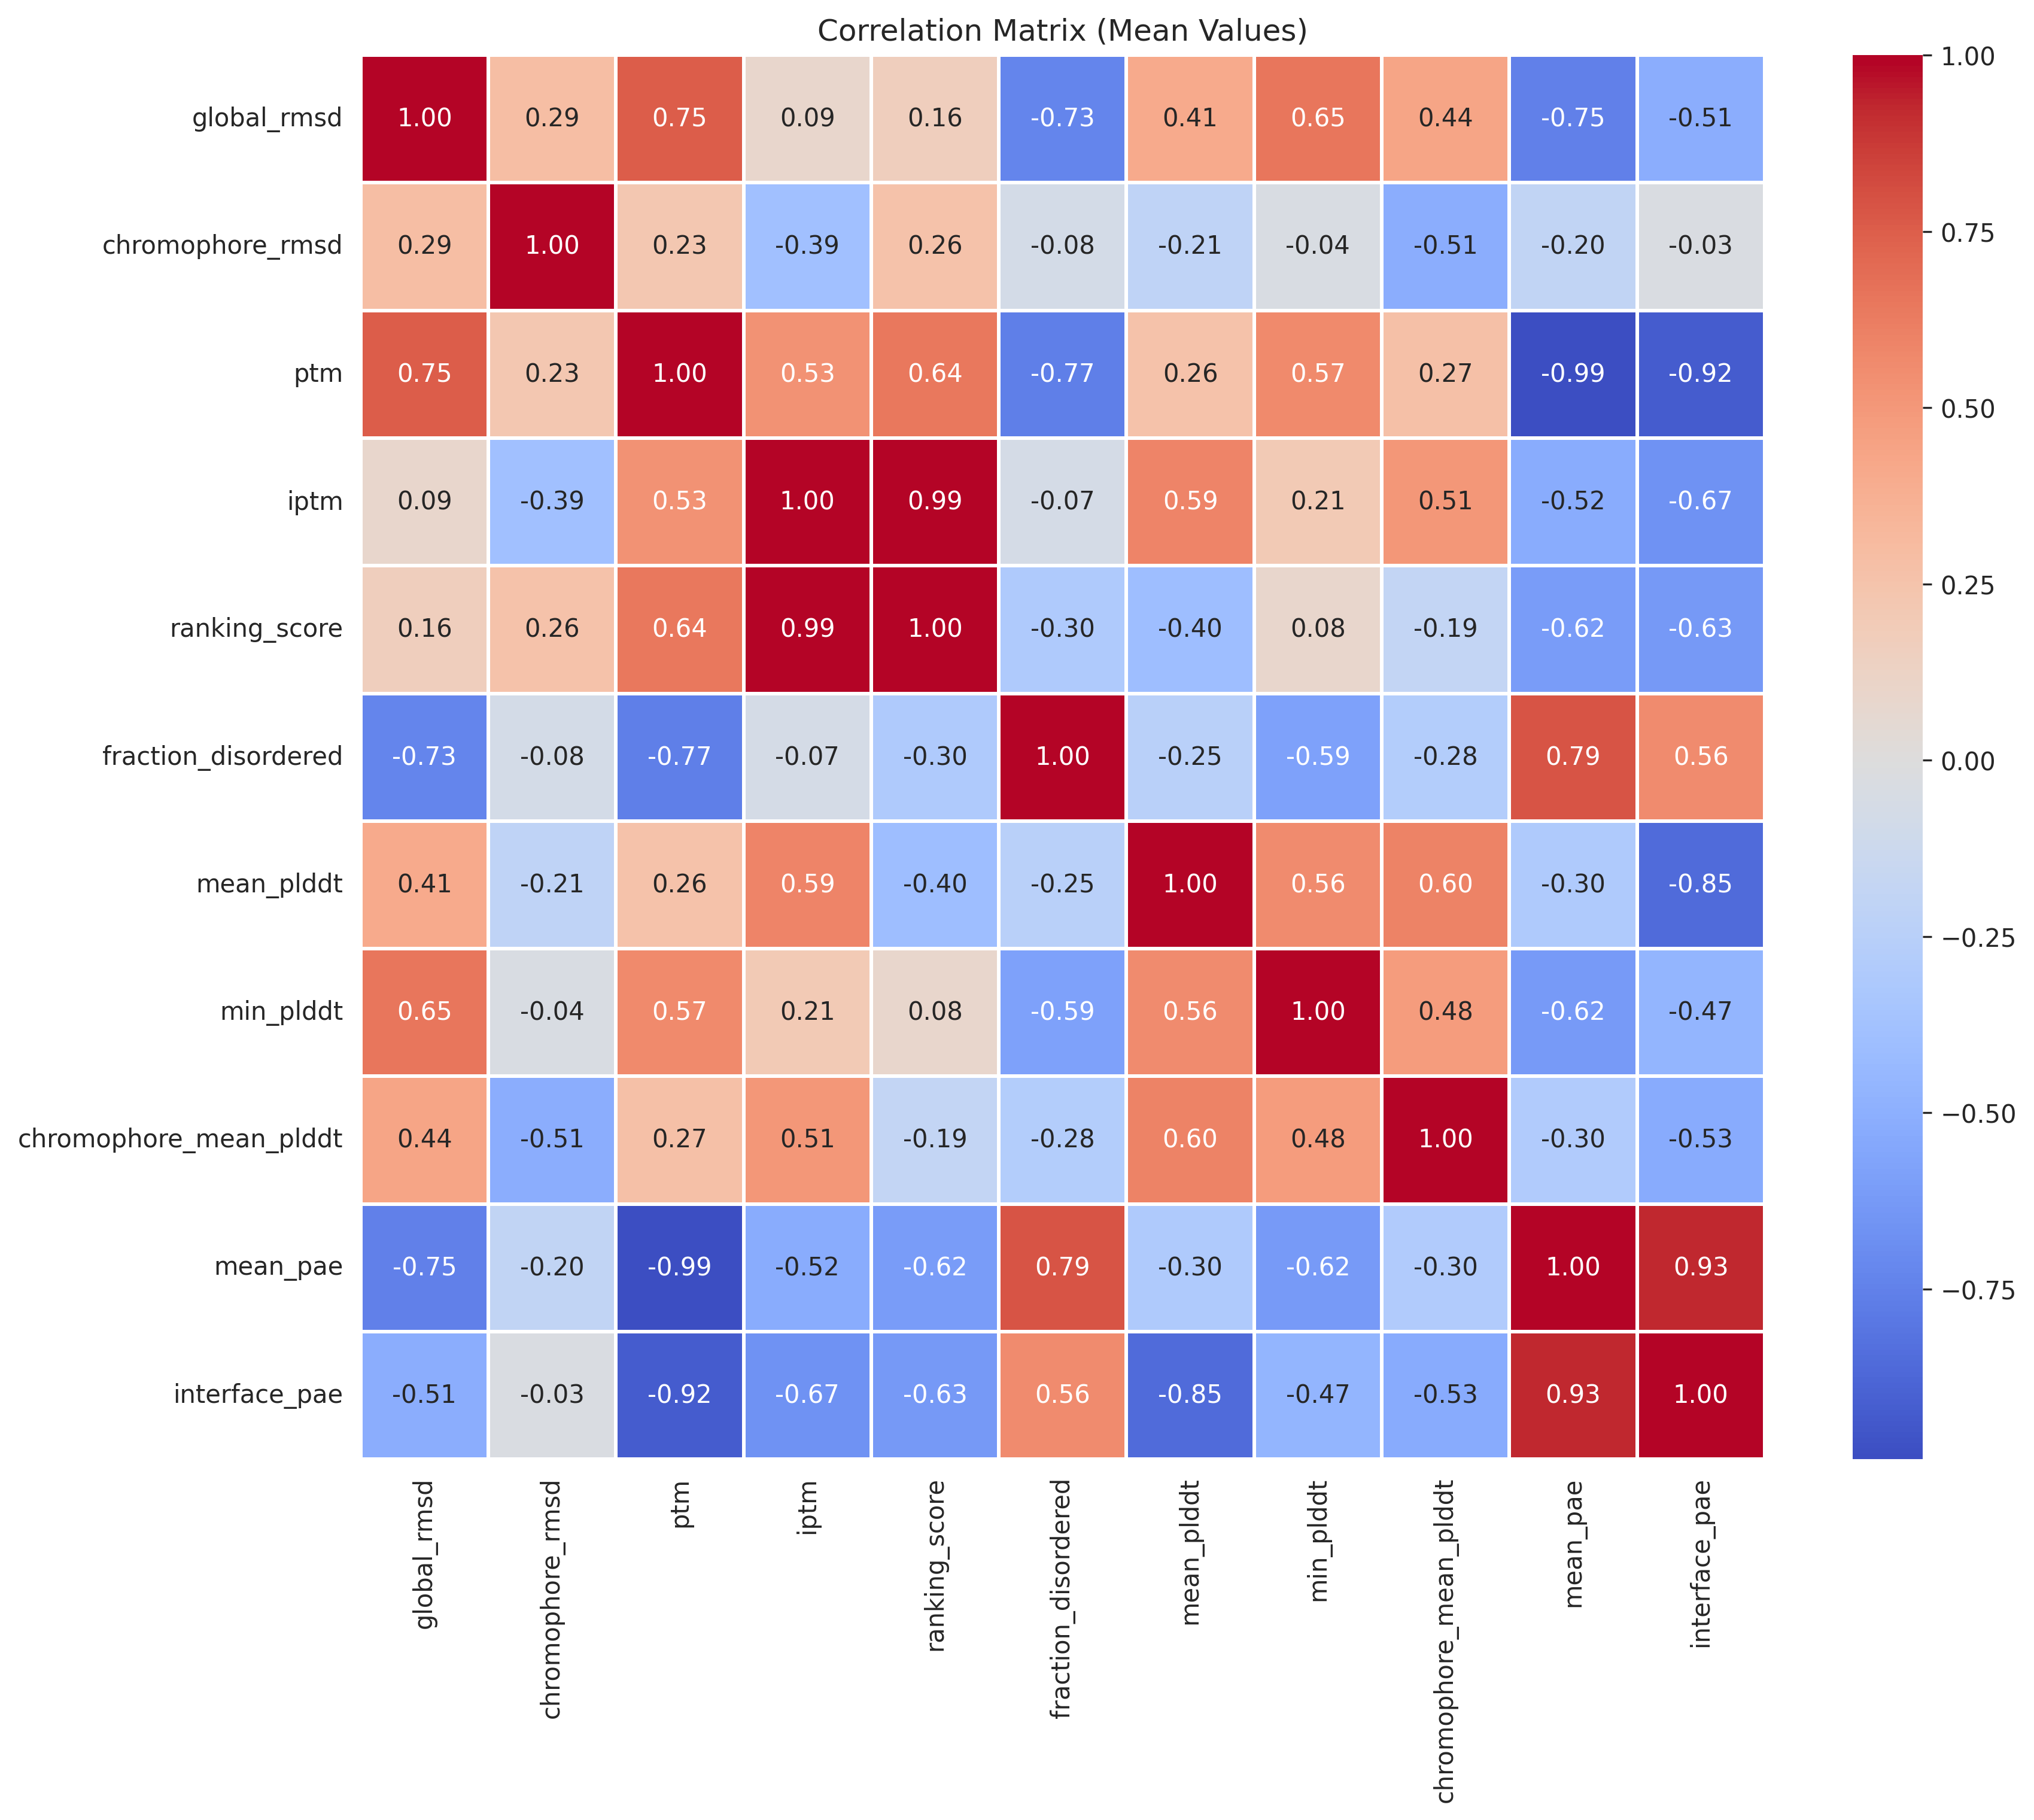 Correlation Matrix (Mean Values)
global_rmsd 1.00 0.29 0.75 0.09 0.16 -0.73 0.41 0.65 0.44 -0.75 -0.51
chromophore_rmsd 0.29 1.00 0.23 -0.39 0.26 -0.08 -0.21 -0.04 -0.51 -0.20 -0.03
ptm 0.75 0.23 1.00 0.53 0.64 -0.77 0.26 0.57 0.27 -0.99 -0.92
iptm 0.09 -0.39 0.53 1.00 0.99 -0.07 0.59 0.21 0.51 -0.52 -0.67
ranking_score 0.16 0.26 0.64 0.99 1.00 -0.30 -0.40 0.08 -0.19 -0.62 -0.63
fraction_disordered -0.73 -0.08 -0.77 -0.07 -0.30 1.00 -0.25 -0.59 -0.28 0.79 0.56
mean_plddt 0.41 -0.21 0.26 0.59 -0.40 -0.25 1.00 0.56 0.60 -0.30 -0.85
min_plddt 0.65 -0.04 0.57 0.21 0.08 -0.59 0.56 1.00 0.48 -0.62 -0.47
chromophore_mean_plddt 0.44 -0.51 0.27 0.51 -0.19 -0.28 0.60 0.48 1.00 -0.30 -0.53
mean_pae -0.75 -0.20 -0.99 -0.52 -0.62 0.79 -0.30 -0.62 -0.30 1.00 0.93
interface_pae -0.51 -0.03 -0.92 -0.67 -0.63 0.56 -0.85 -0.47 -0.53 0.93 1.00
global_rmsd
chromophore_rmsd
ptm
iptm
ranking_score
fraction_disordered
mean_plddt
min_plddt
chromophore_mean_plddt
mean_pae
interface_pae
1.00
0.75
0.50
0.25
0.00
−0.25
−0.50
−0.75